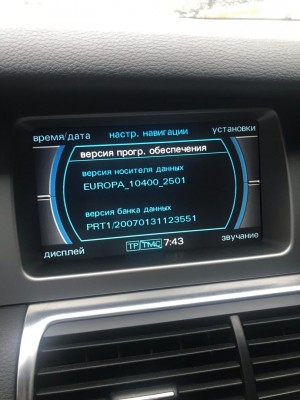 время/дата настр. навигации установки
версия прогр. обеспечения
версия носителя данных
EUROPA_10400_2501
версия банка данных
PRT1/20070131123551
TP TMC 7:43
дисплей звучание